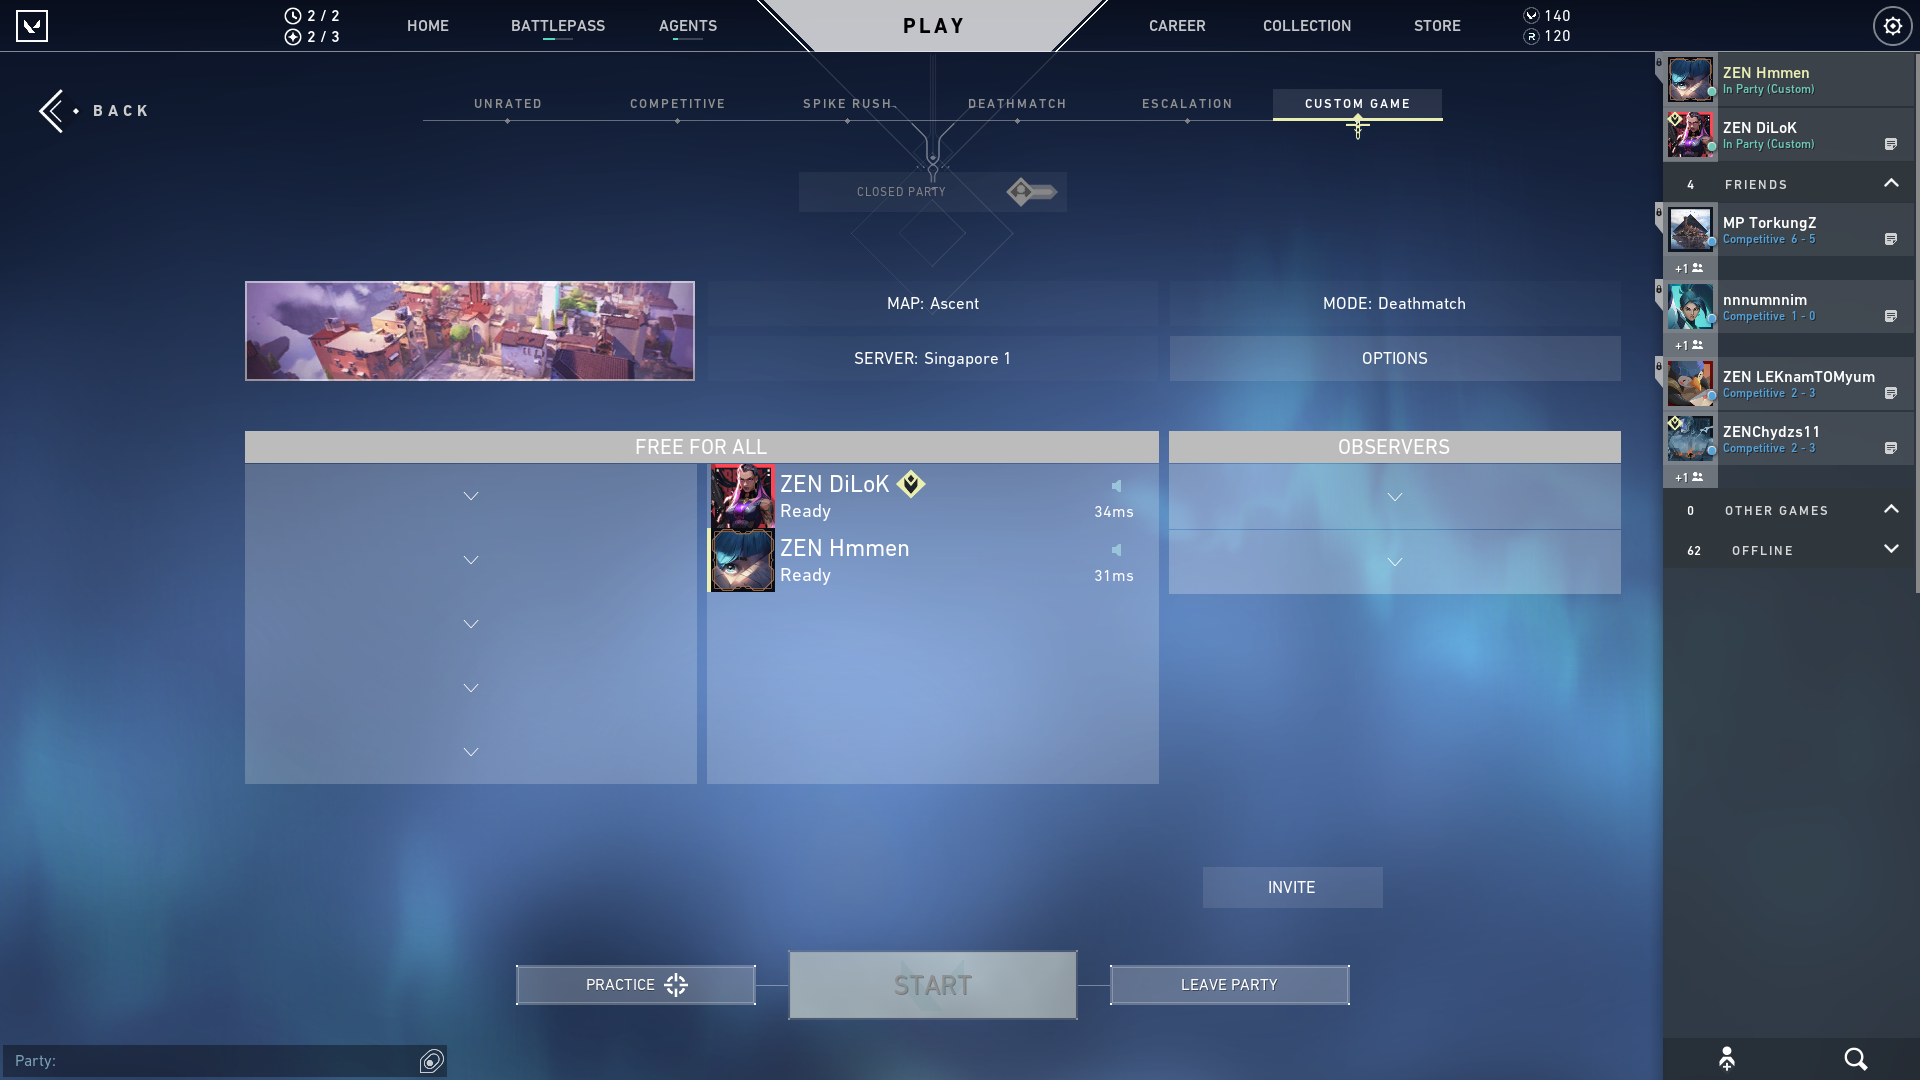 2 / 2
2 / 3
HOME
BATTLEPASS
AGENTS
PLAY
CAREER
COLLECTION
STORE
140
120
BACK
UNRATED
COMPETITIVE
SPIKE RUSH
DEATHMATCH
ESCALATION
CUSTOM GAME
CLOSED PARTY
MAP: Ascent
MODE: Deathmatch
SERVER: Singapore 1
OPTIONS
FREE FOR ALL
OBSERVERS
ZEN DiLoK
Ready
34ms
ZEN Hmmen
Ready
31ms
INVITE
PRACTICE
START
LEAVE PARTY
Party:
ZEN Hmmen
In Party (Custom)
ZEN DiLoK
In Party (Custom)
4 FRIENDS
MP TorkungZ
Competitive 6 - 5
+1
nnnumnnim
Competitive 1 - 0
+1
ZEN LEKnamTOMyum
Competitive 2 - 3
ZENChydzs11
Competitive 2 - 3
+1
0 OTHER GAMES
62 OFFLINE